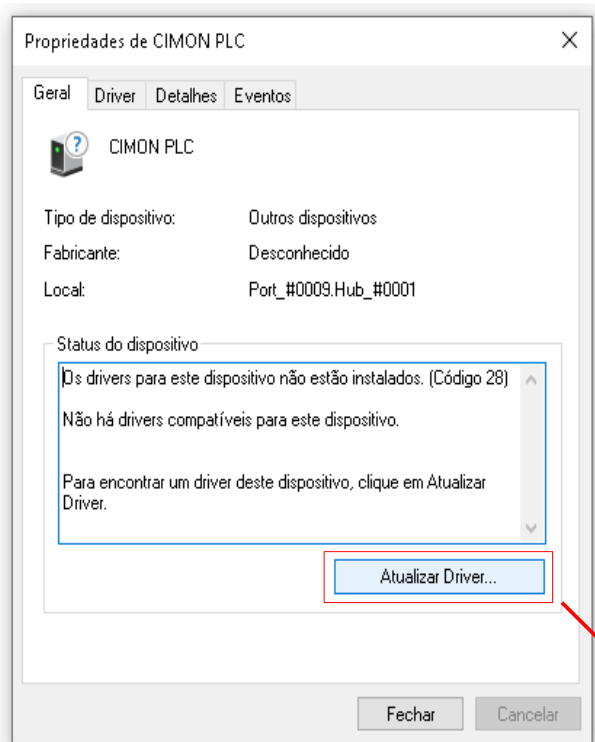 Propriedades de CIMON PLC
Geral Driver Detalhes Eventos
CIMON PLC
Tipo de dispositivo: Outros dispositivos
Fabricante: Desconhecido
Local: Port_#0009.Hub_#0001
Status do dispositivo
Os drivers para este dispositivo não estão instalados. (Código 28)
Não há drivers compatíveis para este dispositivo.
Para encontrar um driver deste dispositivo, clique em Atualizar
Driver.
Atualizar Driver...
Fechar Cancelar